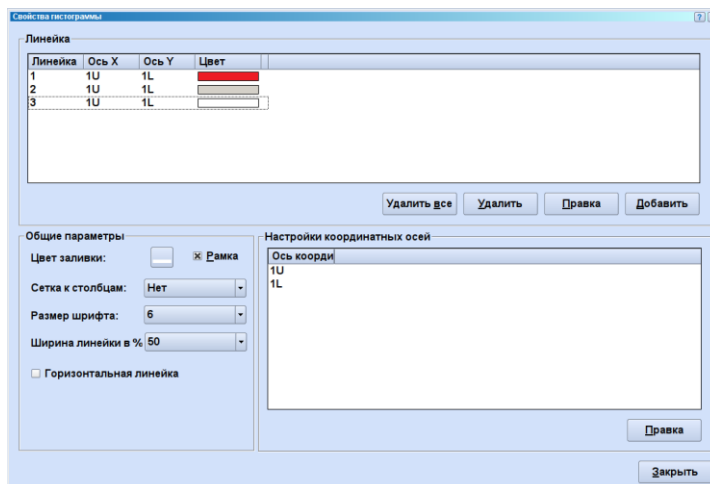 Свойства гистограммы
?
Линейка
Линейка Ось X Ось Y Цвет
1 1U 1L
2 1U 1L
3 1U 1L
Удалить все Удалить Правка Добавить
Общие параметры
Цвет заливки: Рамка
Сетка к столбцам: Нет
Размер шрифта: 6
Ширина линейки в % 50
Горизонтальная линейка
Настройки координатных осей
Ось коорди
1U
1L
Правка
Закрыть